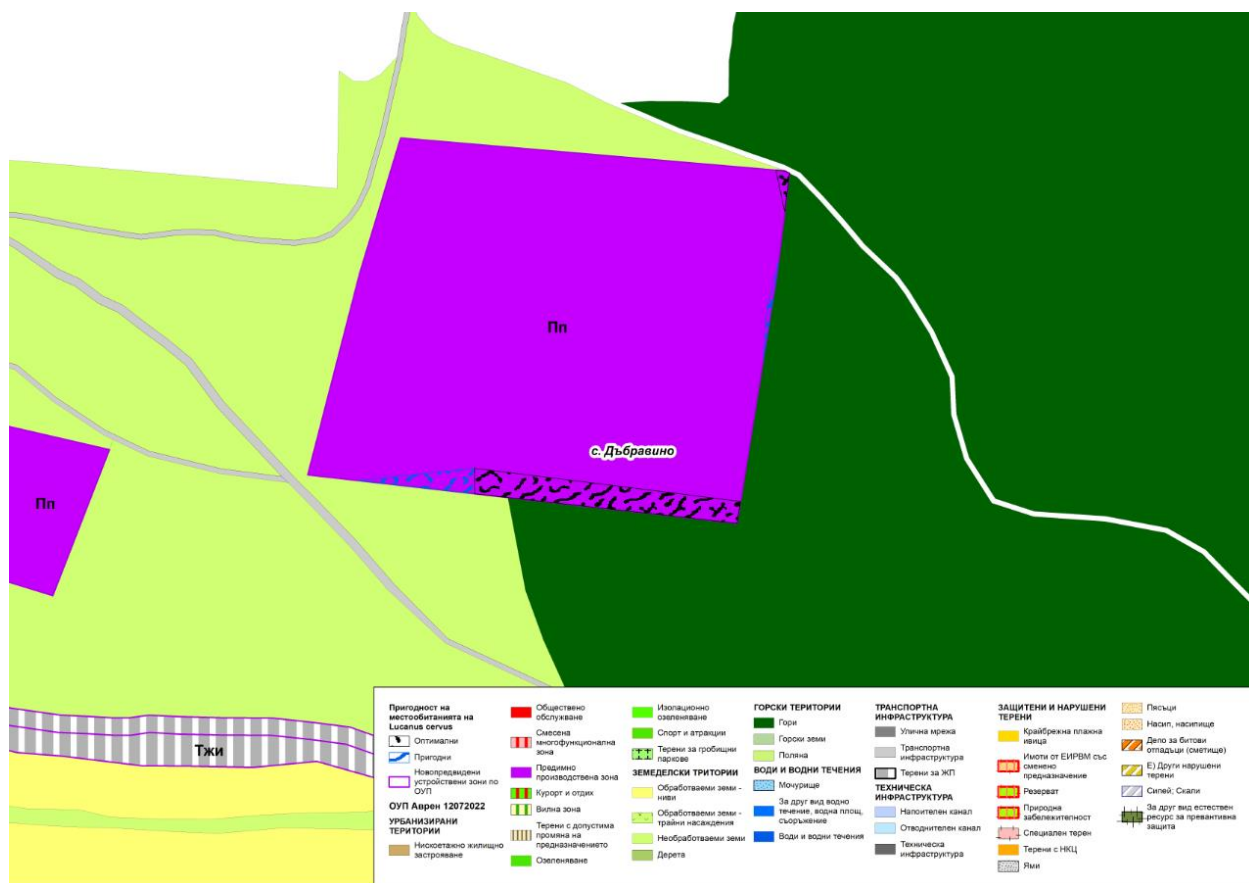 Пп
с. Дъбравино
Пп
Тжи
Пригодност на
местообитанията на
Lucanus cervus
Оптимални
Пригодни
Новопредвидени
устройствени зони по
ОУП
ОУП Аврен 12072022
УРБАНИЗИРАНИ
ТЕРИТОРИИ
Нискоетажно жилищно
застрояване
Обществено
обслужване
Смесена
многофункционална
зона
Предимно
производствена зона
Курорт и отдих
Вилна зона
Терени с допустима
промяна на
предназначението
Озеленяване
Изолационно
озеленяване
Спорт и атракции
Терени за гробищни
паркове
ЗЕМЕДЕЛСКИ ТРИТОРИИ
Обработваеми земи -
ниви
Обработваеми земи -
трайни насаждения
Необработваеми земи
Дерета
ГОРСКИ ТЕРИТОРИИ
Гори
Горски земи
Поляна
ВОДИ И ВОДНИ ТЕЧЕНИЯ
Мочурище
За друг вид водно
течение, водна площ,
съоръжение
Води и водни течения
ТРАНСПОРТНА
ИНФРАСТРУКТУРА
Улична мрежа
Транспортна
инфраструктура
Терени за ЖП
ТЕХНИЧЕСКА
ИНФРАСТРУКТУРА
Напоителен канал
Отводнителен канал
Техническа
инфраструктура
ЗАЩИТЕНИ И НАРУШЕНИ
ТЕРЕНИ
Крайбрежна плажна
ивица
Имоти от ЕИРВМ със
сменено
предназначение
Резерват
Природна
забележителност
Специален терен
Терени с НКЦ
Ями
Пясъци
Насип, насипище
Депо за битови
отпадъци (сметище)
Е) Други нарушени
терени
Сипей; Скали
За друг вид естествен
ресурс за превантивна
защита